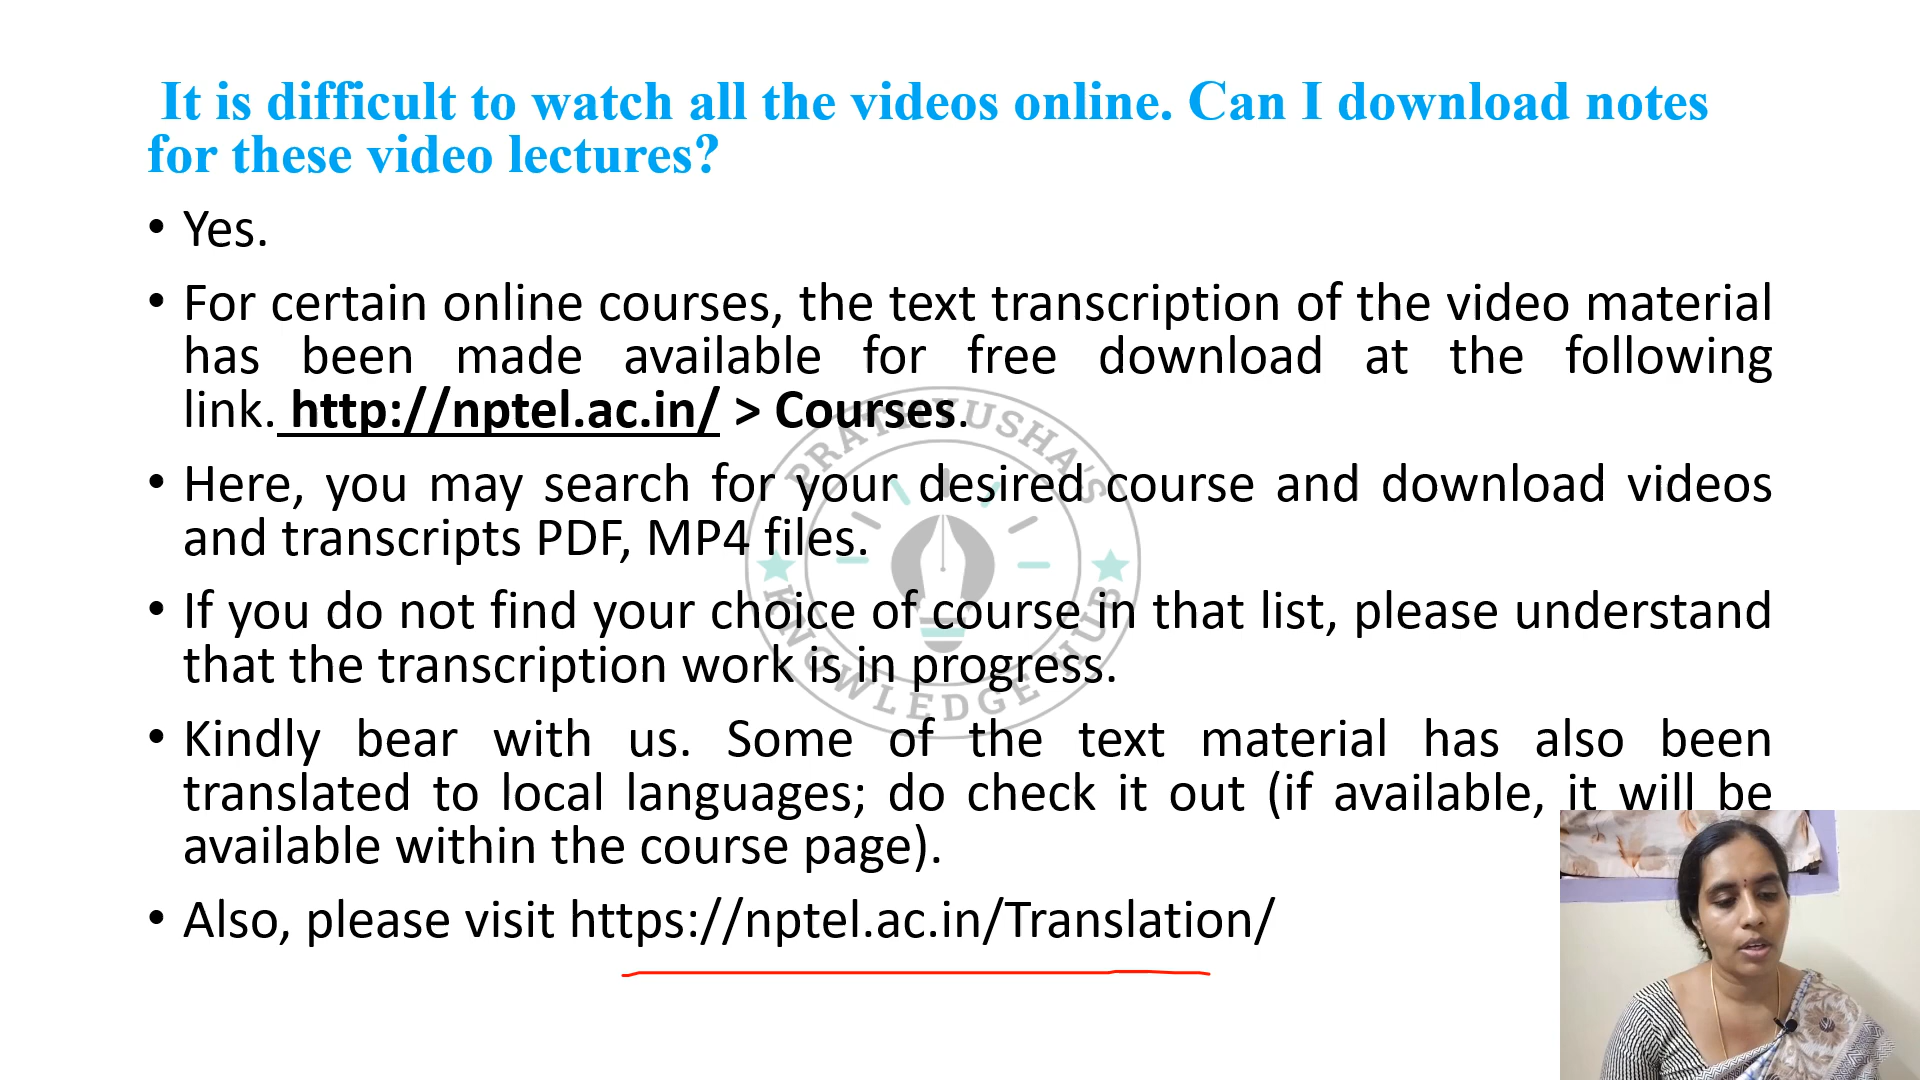 It is difficult to watch all the videos online. Can I download notes
for these video lectures?
• Yes.
• For certain online courses, the text transcription of the video material
has been made available for free download at the following
link. http://nptel.ac.in/ > Courses.
• Here, you may search for your desired course and download videos
and transcripts PDF, MP4 files.
• If you do not find your choice of course in that list, please understand
that the transcription work is in progress.
• Kindly bear with us. Some of the text material has also been
translated to local languages; do check it out (if available, it will be
available within the course page).
• Also, please visit https://nptel.ac.in/Translation/
PRATHYUSHA'S
KNOWLEDGE HUB